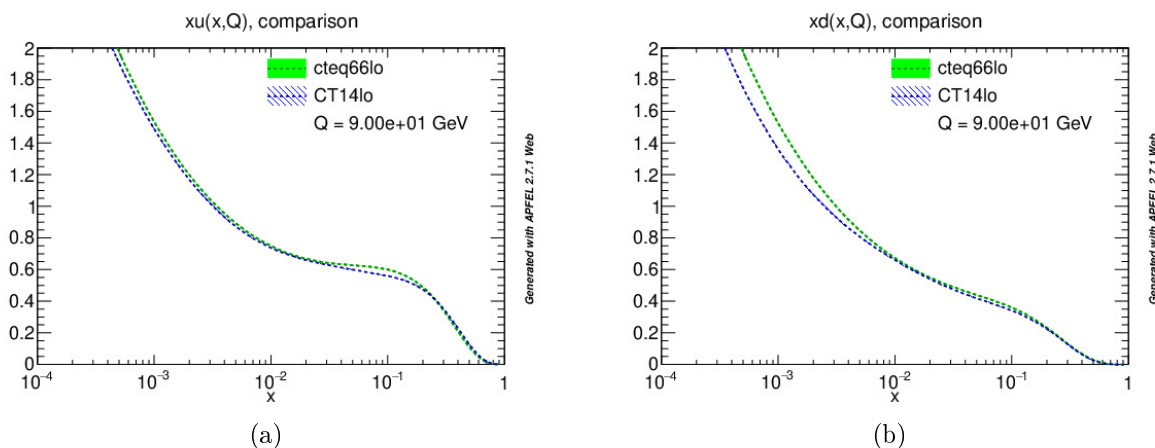 xu(x,Q), comparison
2
1.8
1.6
1.4
1.2
1
0.8
0.6
0.4
0.2
0
cteq66lo
CT14lo
Q = 9.00e+01 GeV
10⁻⁴
10⁻³
10⁻²
10⁻¹
1
x
Generated with APFEL 2.7.1 Web
(a)
xd(x,Q), comparison
2
1.8
1.6
1.4
1.2
1
0.8
0.6
0.4
0.2
0
cteq66lo
CT14lo
Q = 9.00e+01 GeV
10⁻⁴
10⁻³
10⁻²
10⁻¹
1
x
Generated with APFEL 2.7.1 Web
(b)